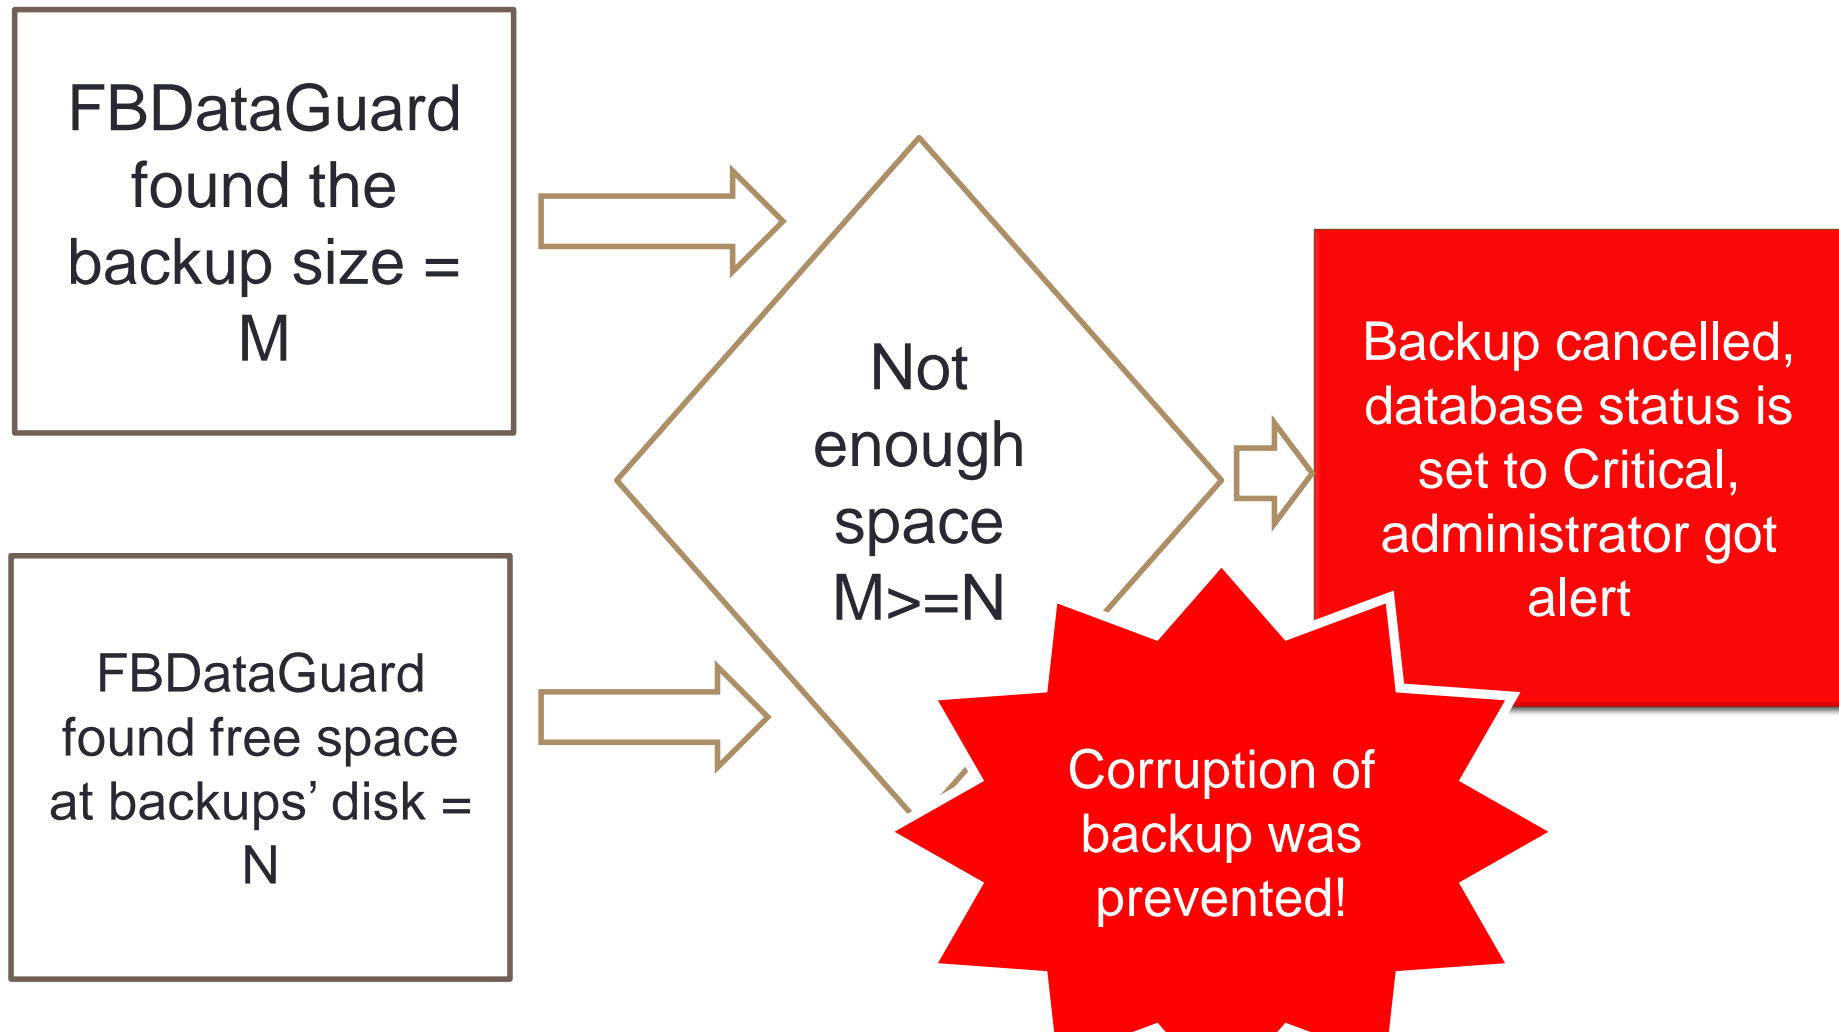 FBDataGuard
found the
backup size =
M
FBDataGuard
found free space
at backups’ disk =
N
Not
enough
space
M>=N
Backup cancelled,
database status is
set to Critical,
administrator got
alert
Corruption of
backup was
prevented!